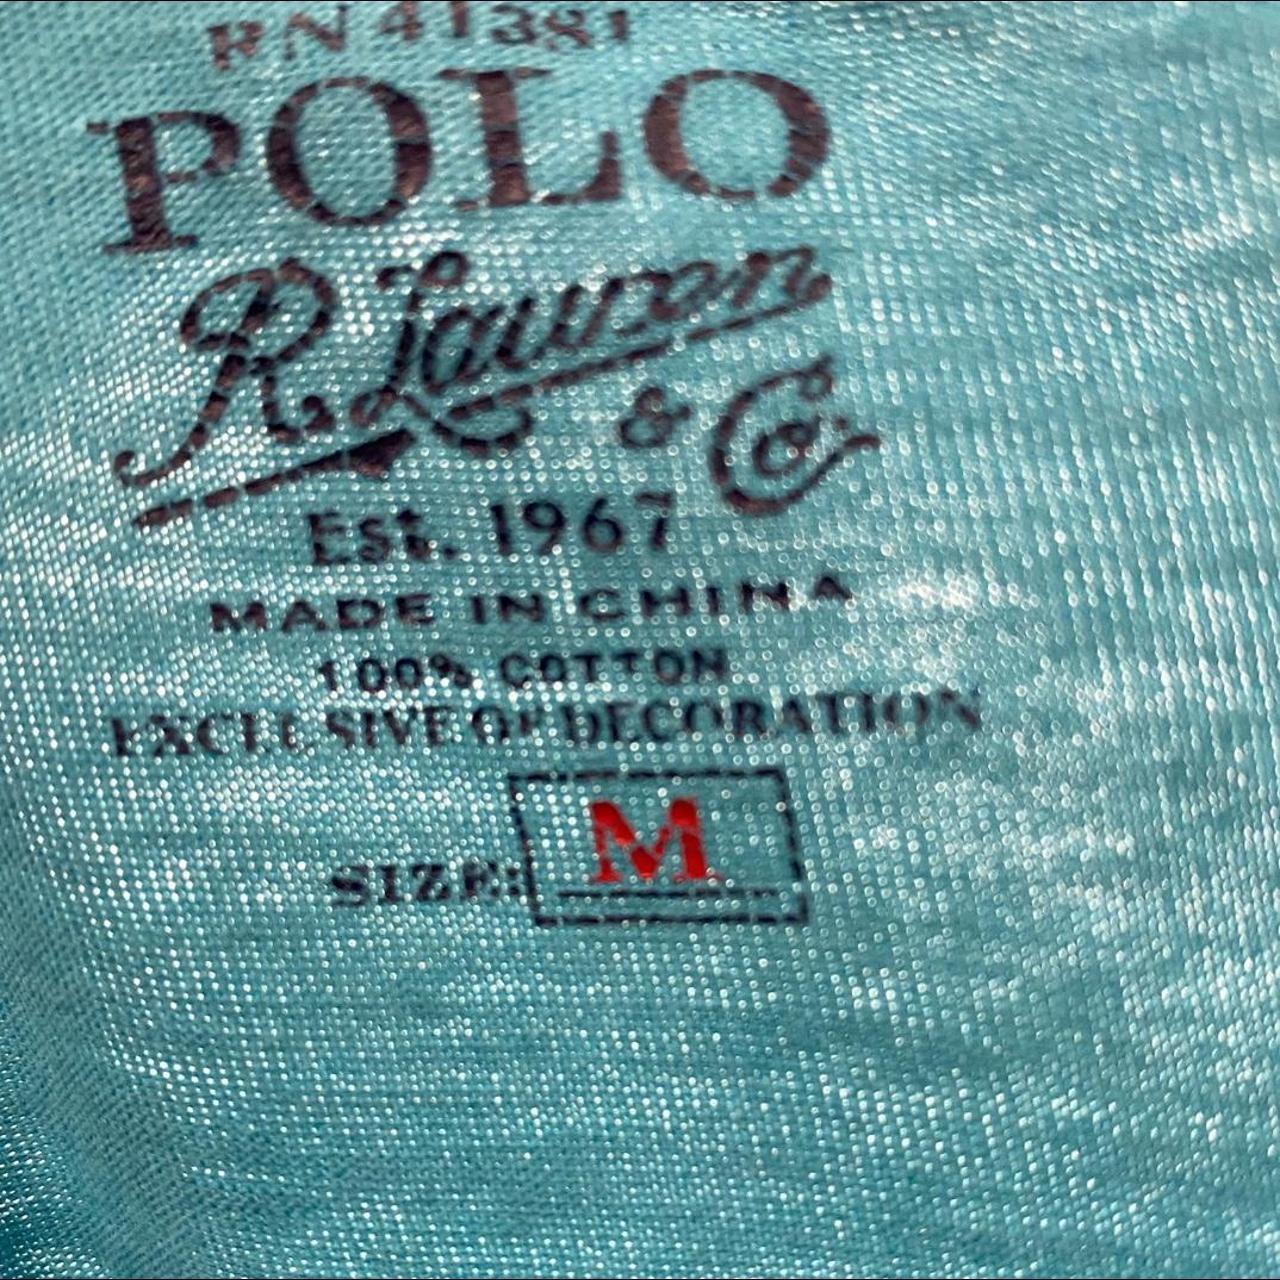 RN 41381
POLO
R. Lauren
& Co.
Est. 1967
MADE IN CHINA
100% COTTON
EXCLUSIVE OF DECORATION
SIZE: M